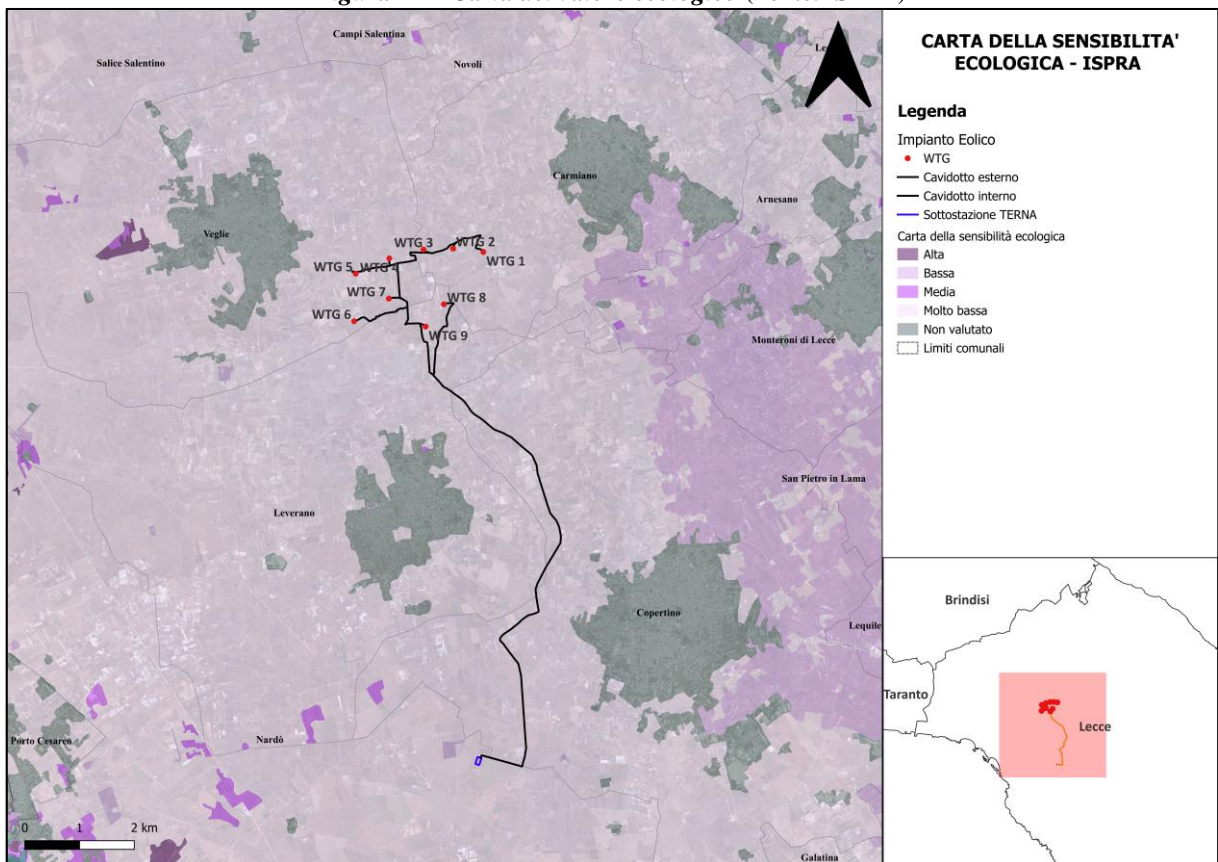 CARTA DELLA SENSIBILITA'
ECOLOGICA - ISPRA
Legenda
Impianto Eolico
WTG
Cavidotto esterno
Cavidotto interno
Sottostazione TERNA
Carta della sensibilità ecologica
Alta
Bassa
Media
Molto bassa
Non valutato
Limiti comunali
Campi Salentina
Salice Salentino
Novoli
Carmiano
Arnesano
Veglie
WTG 3
WTG 2
WTG 1
WTG 5
WTG 4
WTG 7
WTG 8
WTG 6
WTG 9
Monteroni di Lecce
San Pietro in Lama
Leverano
Copertino
Lequile
Porto Cesareo
Nardò
Galatina
0 1 2 km
Brindisi
Taranto
Lecce